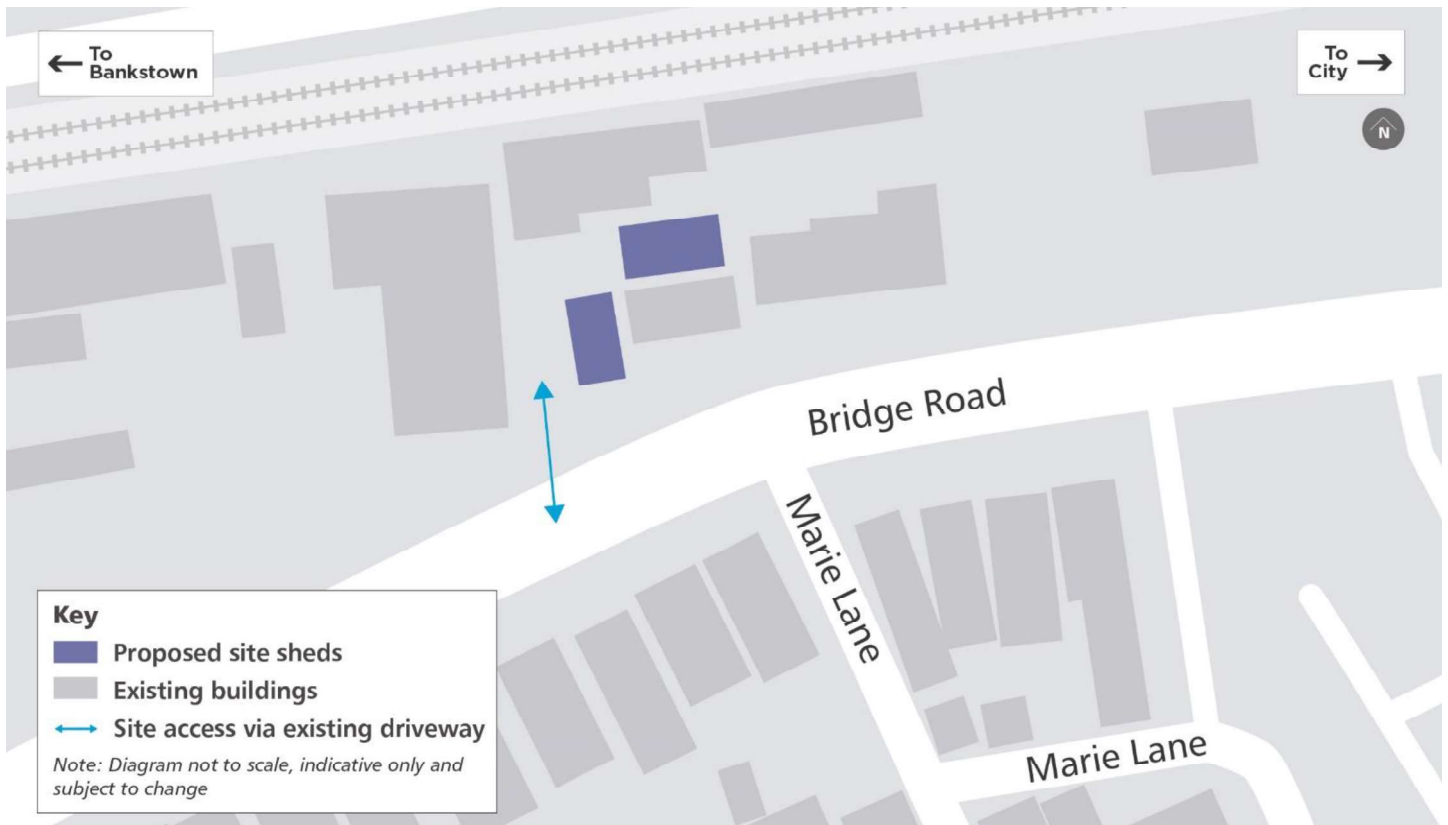 To
Bankstown
To
City
N
Bridge Road
Marie Lane
Marie Lane
Key
Proposed site sheds
Existing buildings
Site access via existing driveway
Note: Diagram not to scale, indicative only and
subject to change